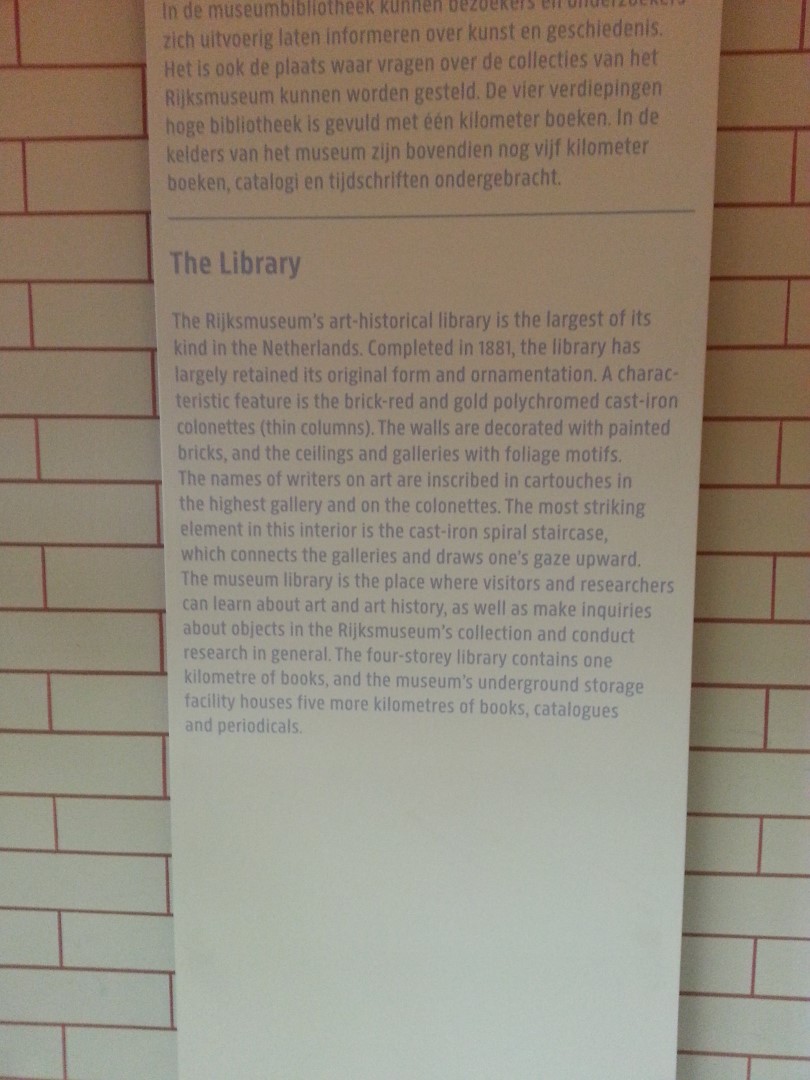 In de museumbibliotheek kunnen bezoekers en onderzoekers
zich uitvoerig laten informeren over kunst en geschiedenis.
Het is ook de plaats waar vragen over de collecties van het
Rijksmuseum kunnen worden gesteld. De vier verdiepingen
hoge bibliotheek is gevuld met één kilometer boeken. In de
kelders van het museum zijn bovendien nog vijf kilometer
boeken, catalogi en tijdschriften ondergebracht.
The Library
The Rijksmuseum's art-historical library is the largest of its
kind in the Netherlands. Completed in 1881, the library has
largely retained its original form and ornamentation. A charac-
teristic feature is the brick-red and gold polychromed cast-iron
colonettes (thin columns). The walls are decorated with painted
bricks, and the ceilings and galleries with foliage motifs.
The names of writers on art are inscribed in cartouches in
the highest gallery and on the colonettes. The most striking
element in this interior is the cast-iron spiral staircase,
which connects the galleries and draws one's gaze upward.
The museum library is the place where visitors and researchers
can learn about art and art history, as well as make inquiries
about objects in the Rijksmuseum's collection and conduct
research in general. The four-storey library contains one
kilometre of books, and the museum's underground storage
facility houses five more kilometres of books, catalogues
and periodicals.